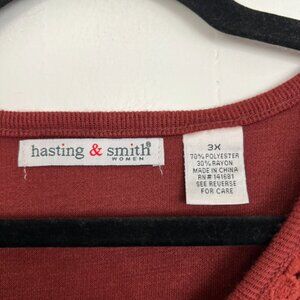 hasting & smith®
WOMEN
3X
70% POLYESTER
30% RAYON
MADE IN CHINA
RN# 141681
SEE REVERSE
FOR CARE